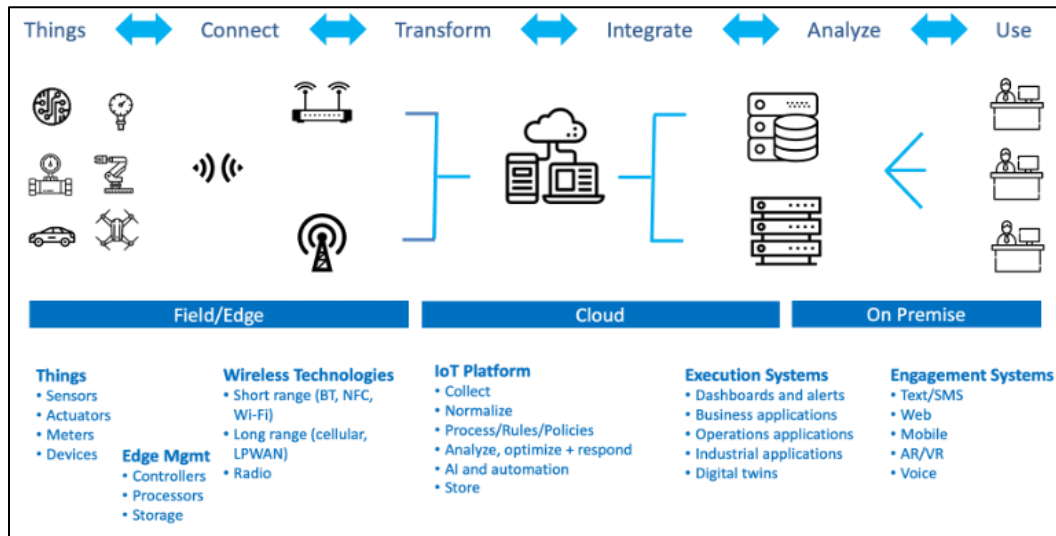 Things Connect Transform Integrate Analyze Use
Field/Edge Cloud On Premise
Things
• Sensors
• Actuators
• Meters
• Devices
Edge Mgmt
• Controllers
• Processors
• Storage
Wireless Technologies
• Short range (BT, NFC,
Wi-Fi)
• Long range (cellular,
LPWAN)
• Radio
IoT Platform
• Collect
• Normalize
• Process/Rules/Policies
• Analyze, optimize + respond
• AI and automation
• Store
Execution Systems
• Dashboards and alerts
• Business applications
• Operations applications
• Industrial applications
• Digital twins
Engagement Systems
• Text/SMS
• Web
• Mobile
• AR/VR
• Voice